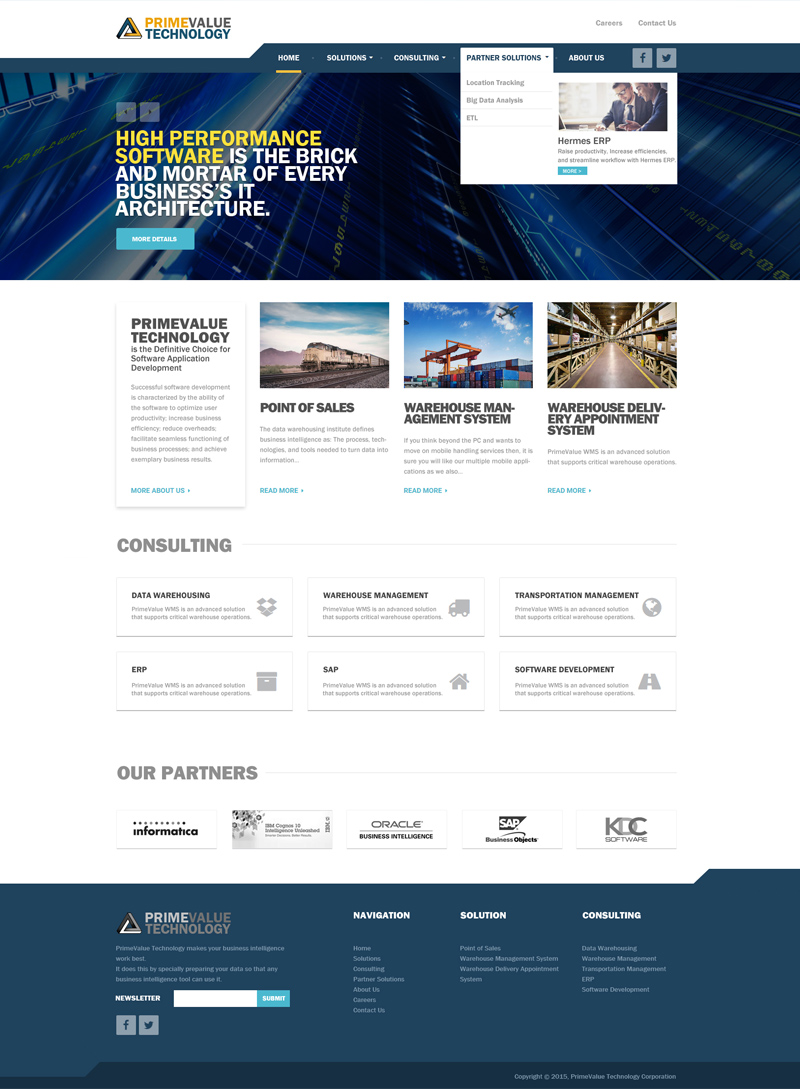 PRIMEVALUE
TECHNOLOGY
Careers
Contact Us
HOME
SOLUTIONS
CONSULTING
PARTNER SOLUTIONS
ABOUT US
Location Tracking
Big Data Analysis
ETL
Hermes ERP
Raise productivity, increase efficiencies,
and streamline workflow with Hermes ERP.
MORE >
HIGH PERFORMANCE
SOFTWARE IS THE BRICK
AND MORTAR OF EVERY
BUSINESS'S IT
ARCHITECTURE.
MORE DETAILS
PRIMEVALUE
TECHNOLOGY
is the Definitive Choice for
Software Application
Development
Successful software development
is characterized by the ability of
the software to optimize user
productivity; increase business
efficiency; reduce overheads;
facilitate seamless functioning of
business processes; and achieve
exemplary business results.
MORE ABOUT US
POINT OF SALES
The data warehousing institute defines
business intelligence as: The process, tech-
nologies, and tools needed to turn data into
information...
READ MORE
WAREHOUSE MAN-
AGEMENT SYSTEM
If you think beyond the PC and wants to
move on mobile handling services then, it is
sure you will like our multiple mobile appli-
cations as we also...
READ MORE
WAREHOUSE DELIV-
ERY APPOINTMENT
SYSTEM
PrimeValue WMS is an advanced solution
that supports critical warehouse operations.
READ MORE
CONSULTING
DATA WAREHOUSING
PrimeValue WMS is an advanced solution
that supports critical warehouse operations.
WAREHOUSE MANAGEMENT
PrimeValue WMS is an advanced solution
that supports critical warehouse operations.
TRANSPORTATION MANAGEMENT
PrimeValue WMS is an advanced solution
that supports critical warehouse operations.
ERP
PrimeValue WMS is an advanced solution
that supports critical warehouse operations.
SAP
PrimeValue WMS is an advanced solution
that supports critical warehouse operations.
SOFTWARE DEVELOPMENT
PrimeValue WMS is an advanced solution
that supports critical warehouse operations.
OUR PARTNERS
informatica
IBM Cognos 10
Intelligence Unleashed
IBM
ORACLE
BUSINESS INTELLIGENCE
SAP
Business Objects
KDC
SOFTWARE
PRIMEVALUE
TECHNOLOGY
PrimeValue Technology makes your business intelligence
work best.
It does this by specially preparing your data so that any
business intelligence tool can use it.
NEWSLETTER
SUBMIT
NAVIGATION
Home
Solutions
Consulting
Partner Solutions
About Us
Careers
Contact Us
SOLUTION
Point of Sales
Warehouse Management System
Warehouse Delivery Appointment
System
CONSULTING
Data Warehousing
Warehouse Management
Transportation Management
ERP
Software Development
Copyright © 2015, PrimeValue Technology Corporation